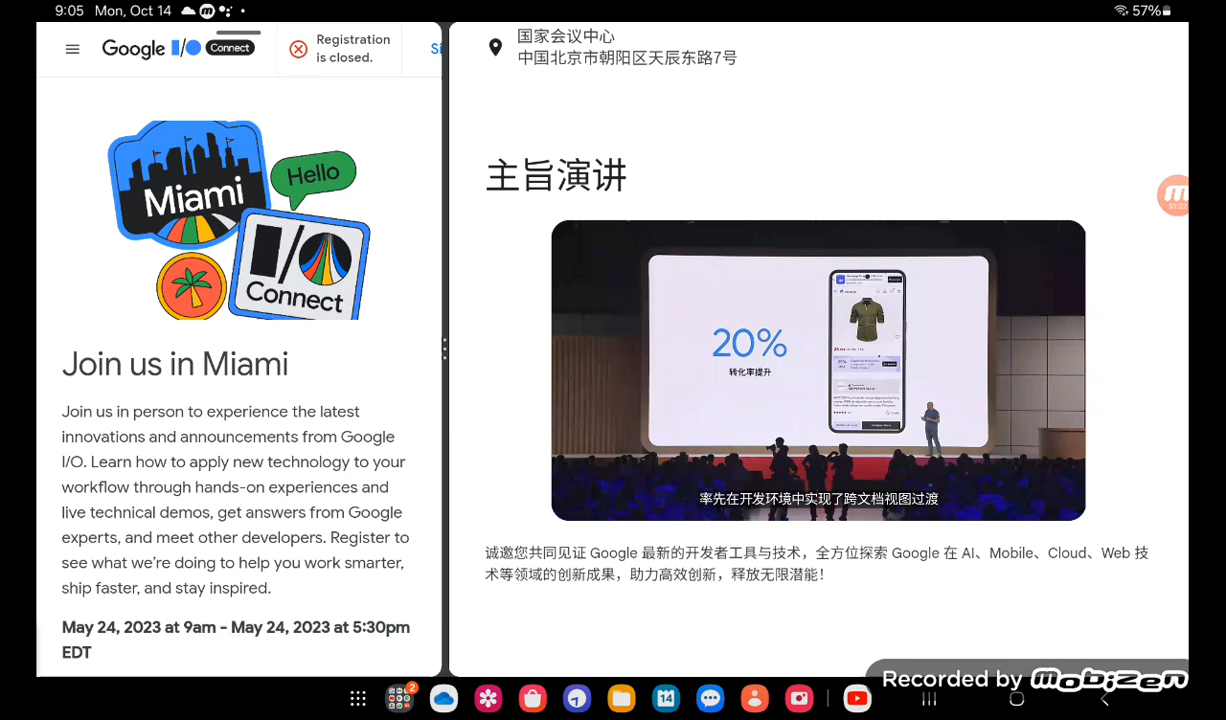 9:05 Mon, Oct 14
57%
Google I/O Connect
Registration
is closed.
Miami
Hello
I/O
Connect
Join us in Miami
Join us in person to experience the latest
innovations and announcements from Google
I/O. Learn how to apply new technology to your
workflow through hands-on experiences and
live technical demos, get answers from Google
experts, and meet other developers. Register to
see what we're doing to help you work smarter,
ship faster, and stay inspired.
May 24, 2023 at 9am - May 24, 2023 at 5:30pm
EDT
国家会议中心
中国北京市朝阳区天辰东路7号
主旨演讲
20%
转化率提升
率先在开发环境中实现了跨文档视图过渡
诚邀您共同见证 Google 最新的开发者工具与技术，全方位探索 Google 在 AI、Mobile、Cloud、Web 技
术等领域的创新成果，助力高效创新，释放无限潜能！
2
14
Recorded by mobizen